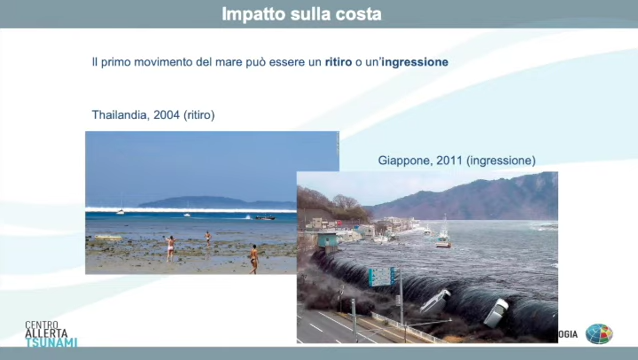 Impatto sulla costa
Il primo movimento del mare può essere un ritiro o un'ingressione
Thailandia, 2004 (ritiro)
Giappone, 2011 (ingressione)
CENTRO
ALLERTA
TSUNAMI
OGIA